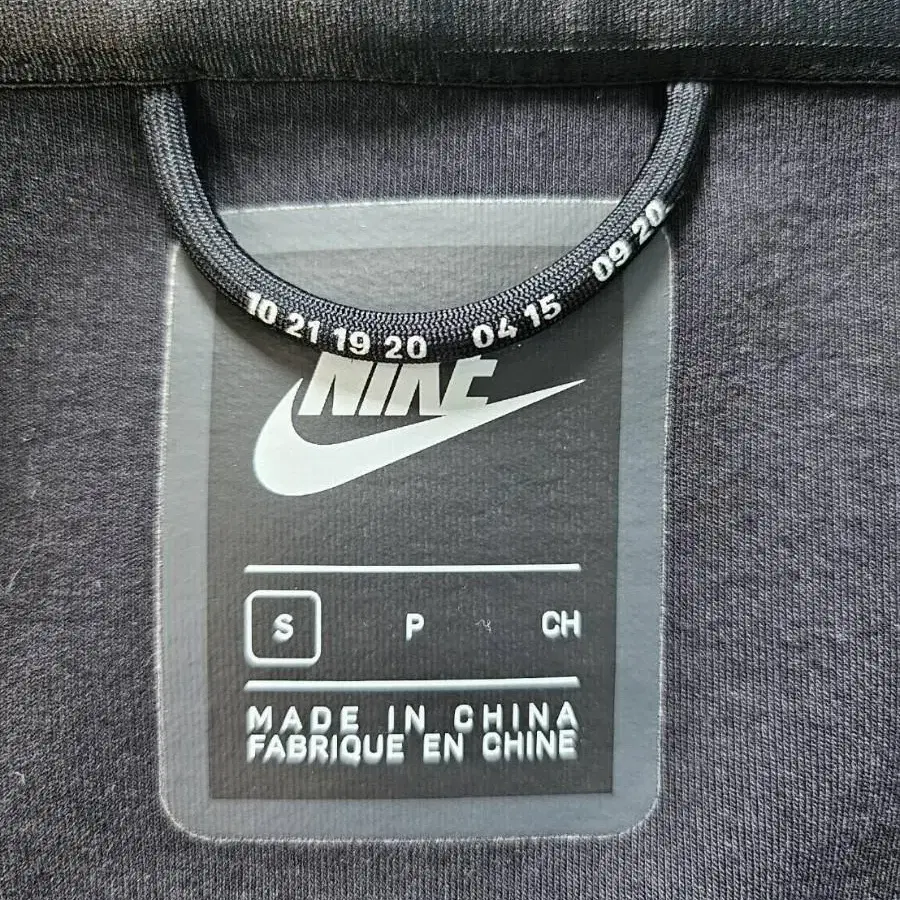 10 21 19 20 04 15 09 20
NIKE
S P CH
MADE IN CHINA
FABRIQUE EN CHINE